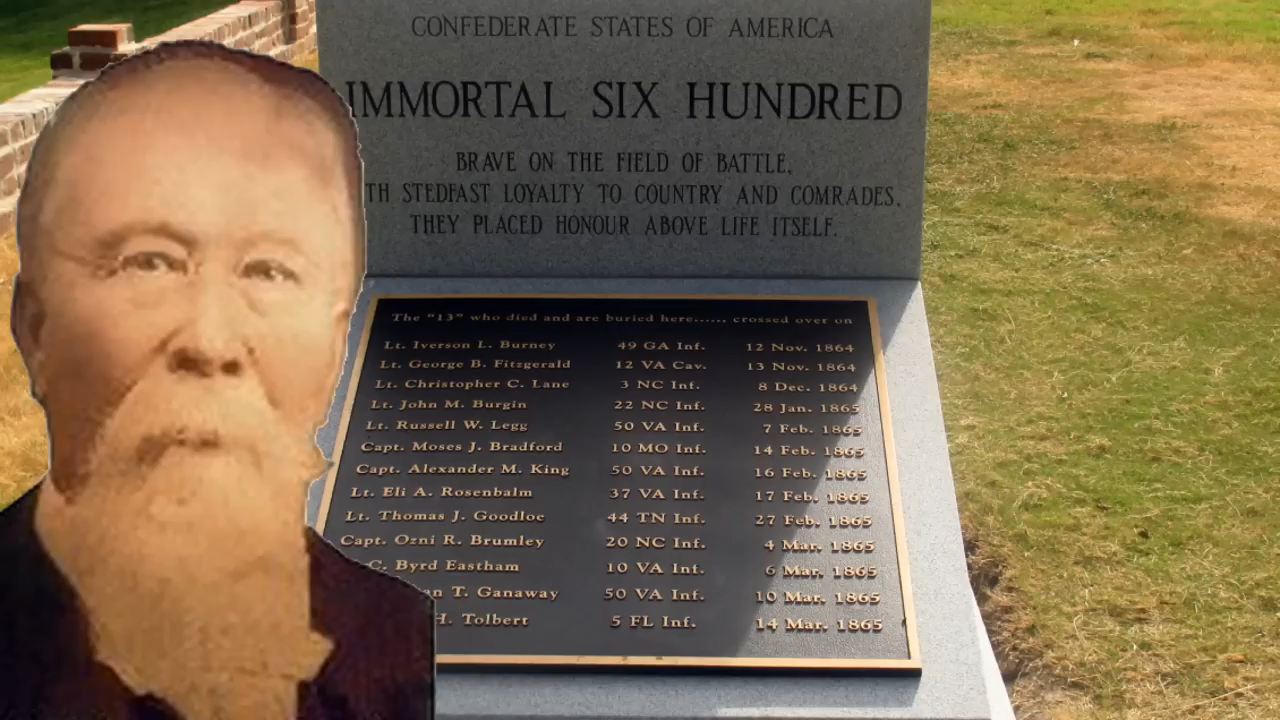 CONFEDERATE STATES OF AMERICA
IMMORTAL SIX HUNDRED
BRAVE ON THE FIELD OF BATTLE,
TH STEDFAST LOYALTY TO COUNTRY AND COMRADES,
THEY PLACED HONOUR ABOVE LIFE ITSELF.
The "13" who died and are buried here...... crossed over on
Lt. Iverson L. Burney 49 GA Inf. 12 Nov. 1864
Lt. George B. Fitzgerald 12 VA Cav. 13 Nov. 1864
Lt. Christopher C. Lane 3 NC Inf. 8 Dec. 1864
Lt. John M. Burgin 22 NC Inf. 28 Jan. 1865
Lt. Russell W. Legg 50 VA Inf. 7 Feb. 1865
Capt. Moses J. Bradford 10 MO Inf. 14 Feb. 1865
Capt. Alexander M. King 50 VA Inf. 16 Feb. 1865
Lt. Eli A. Rosenbalm 37 VA Inf. 17 Feb. 1865
Lt. Thomas J. Goodloe 44 TN Inf. 27 Feb. 1865
Capt. Ozni R. Brumley 20 NC Inf. 4 Mar. 1865
C. Byrd Eastham 10 VA Inf. 6 Mar. 1865
an T. Ganaway 50 VA Inf. 10 Mar. 1865
H. Tolbert 5 FL Inf. 14 Mar. 1865